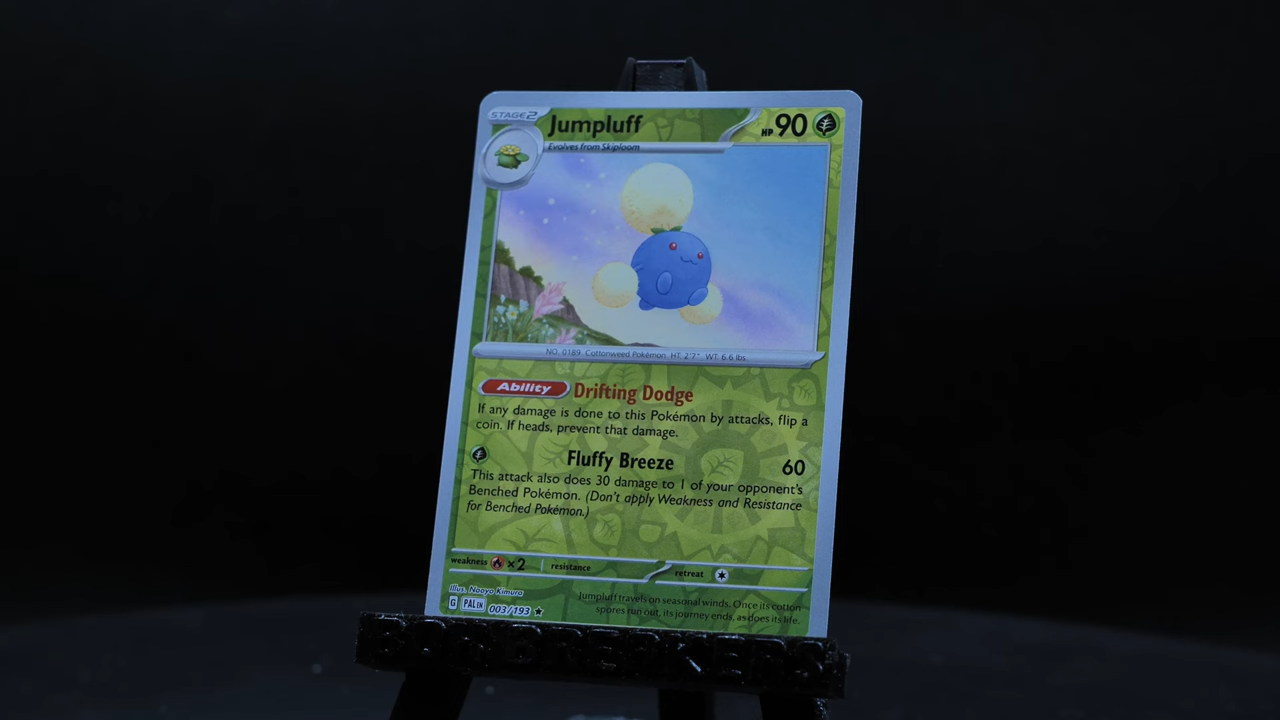 STAGE2
Jumpluff
HP 90
Evolves from Skiploom
NO. 0189 Cottonweed Pokémon HT: 2'7" WT: 6.6 lbs.
Ability Drifting Dodge
If any damage is done to this Pokémon by attacks, flip a
coin. If heads, prevent that damage.
Fluffy Breeze 60
This attack also does 30 damage to 1 of your opponent's
Benched Pokémon. (Don't apply Weakness and Resistance
for Benched Pokémon.)
weakness ×2 resistance retreat
Illus. Naoyo Kimura
G PAL EN 003/193
Jumpluff travels on seasonal winds. Once its cotton
spores run out, its journey ends, as does its life.
BREAKERS